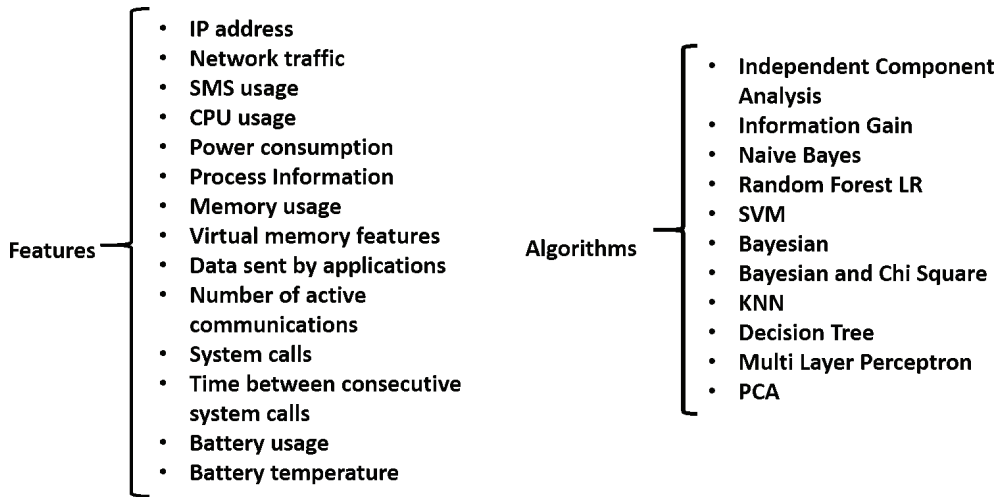 Features
• IP address
• Network traffic
• SMS usage
• CPU usage
• Power consumption
• Process Information
• Memory usage
• Virtual memory features
• Data sent by applications
• Number of active
communications
• System calls
• Time between consecutive
system calls
• Battery usage
• Battery temperature
Algorithms
• Independent Component
Analysis
• Information Gain
• Naive Bayes
• Random Forest LR
• SVM
• Bayesian
• Bayesian and Chi Square
• KNN
• Decision Tree
• Multi Layer Perceptron
• PCA